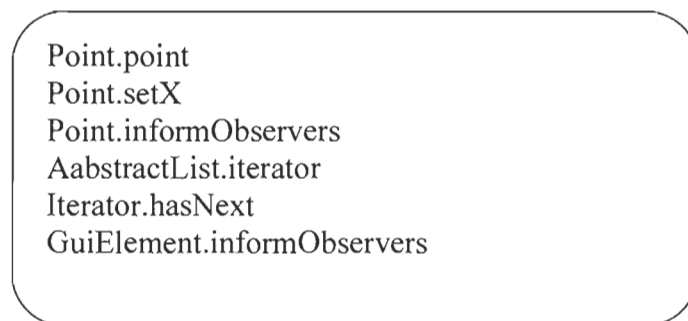 Point.point
Point.setX
Point.informObservers
AabstractList.iterator
Iterator.hasNext
GuiElement.informObservers